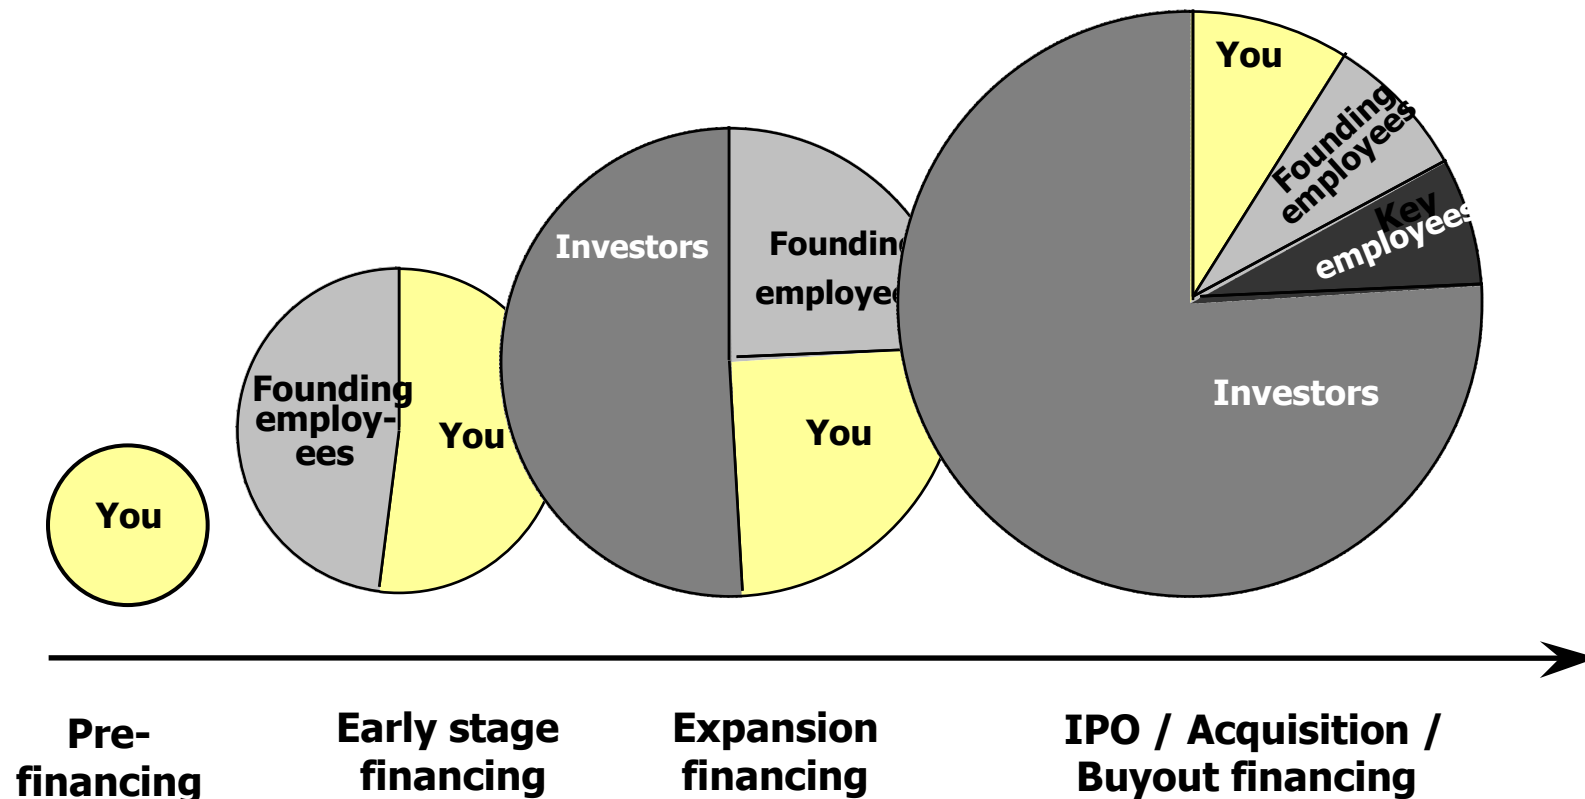 You
Founding
employ-
ees
You
Investors
Founding
employees
You
You
Founding
employees
Key
employees
Investors
Pre-
financing
Early stage
financing
Expansion
financing
IPO / Acquisition /
Buyout financing